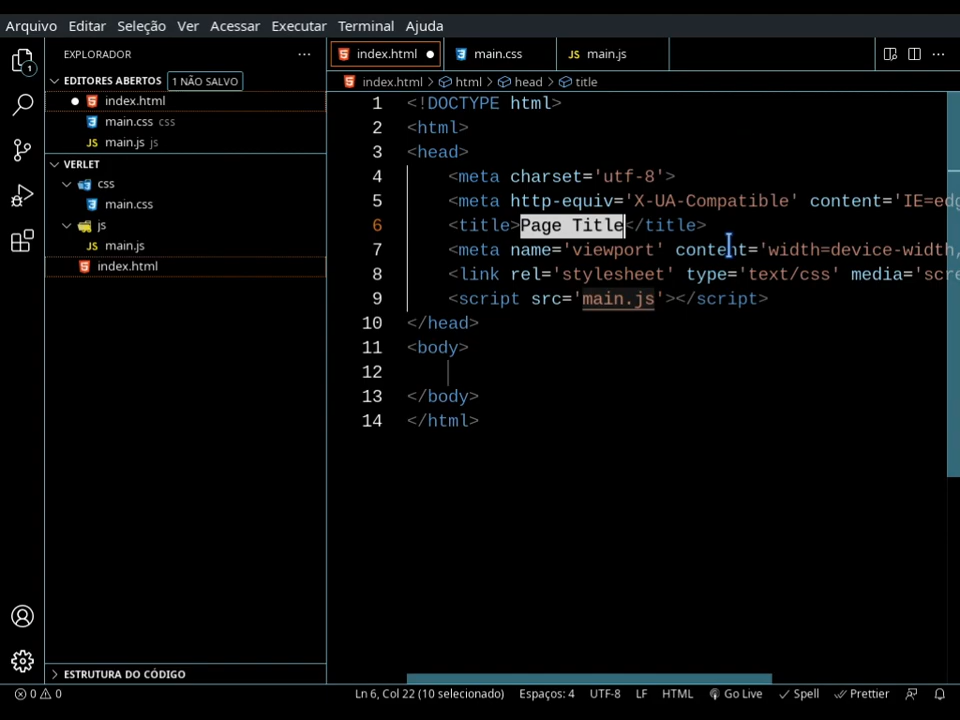 Arquivo Editar Seleção Ver Acessar Executar Terminal Ajuda
EXPLORADOR ···
EDITORES ABERTOS 1 NÃO SALVO
index.html
main.css css
JS main.js js
VERLET
css
main.css
js
JS main.js
index.html
ESTRUTURA DO CÓDIGO
1
index.html ● main.css JS main.js ···
index.html > html > head > title
1 <!DOCTYPE html>
2 <html>
3 <head>
4 <meta charset='utf-8'>
5 <meta http-equiv='X-UA-Compatible' content='IE=edg
6 <title>Page Title</title>
7 <meta name='viewport' content='width=device-width,
8 <link rel='stylesheet' type='text/css' media='scre
9 <script src='main.js'></script>
10 </head>
11 <body>
12
13 </body>
14 </html>
0 0 Ln 6, Col 22 (10 selecionado) Espaços: 4 UTF-8 LF HTML Go Live Spell Prettier